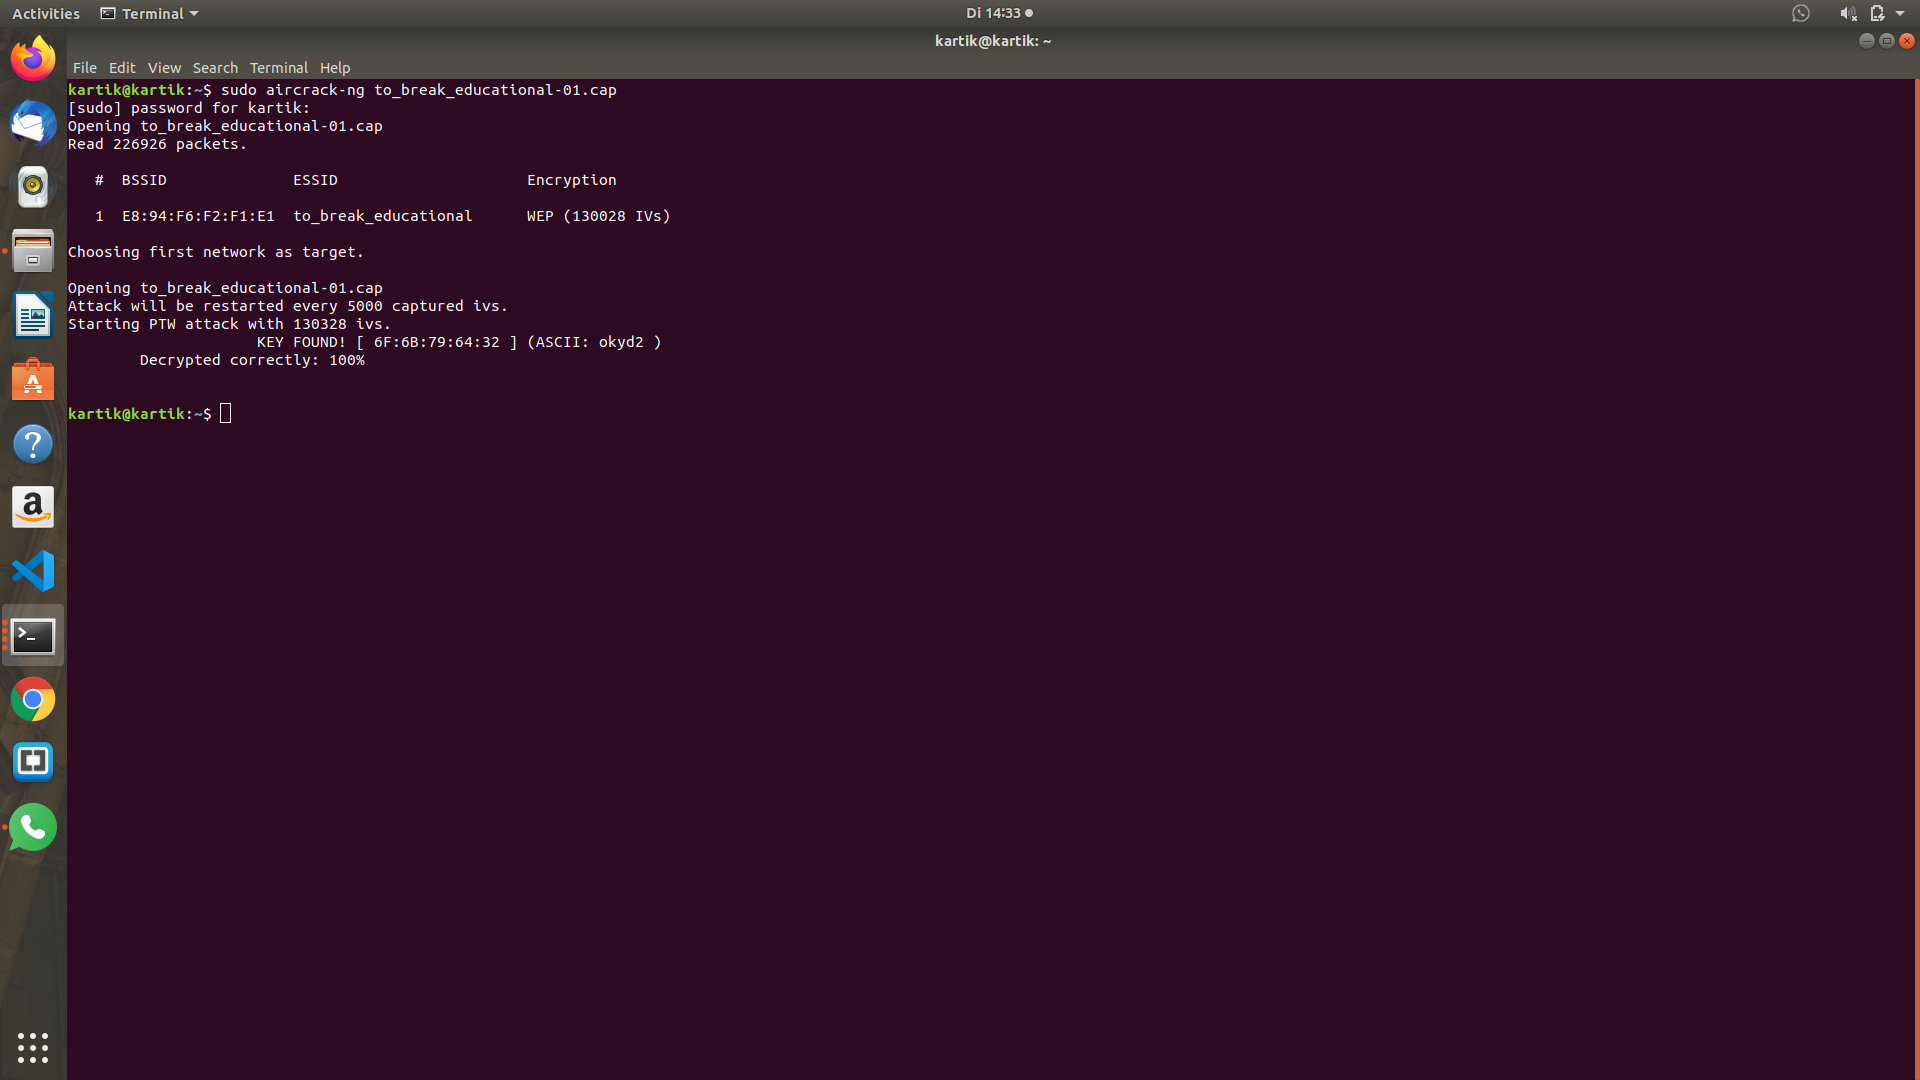 Activities Terminal Di 14:33
kartik@kartik: ~
File Edit View Search Terminal Help
kartik@kartik:~$ sudo aircrack-ng to_break_educational-01.cap
[sudo] password for kartik:
Opening to_break_educational-01.cap
Read 226926 packets.
# BSSID ESSID Encryption
1 E8:94:F6:F2:F1:E1 to_break_educational WEP (130028 IVs)
Choosing first network as target.
Opening to_break_educational-01.cap
Attack will be restarted every 5000 captured ivs.
Starting PTW attack with 130328 ivs.
KEY FOUND! [ 6F:6B:79:64:32 ] (ASCII: okyd2 )
Decrypted correctly: 100%
kartik@kartik:~$